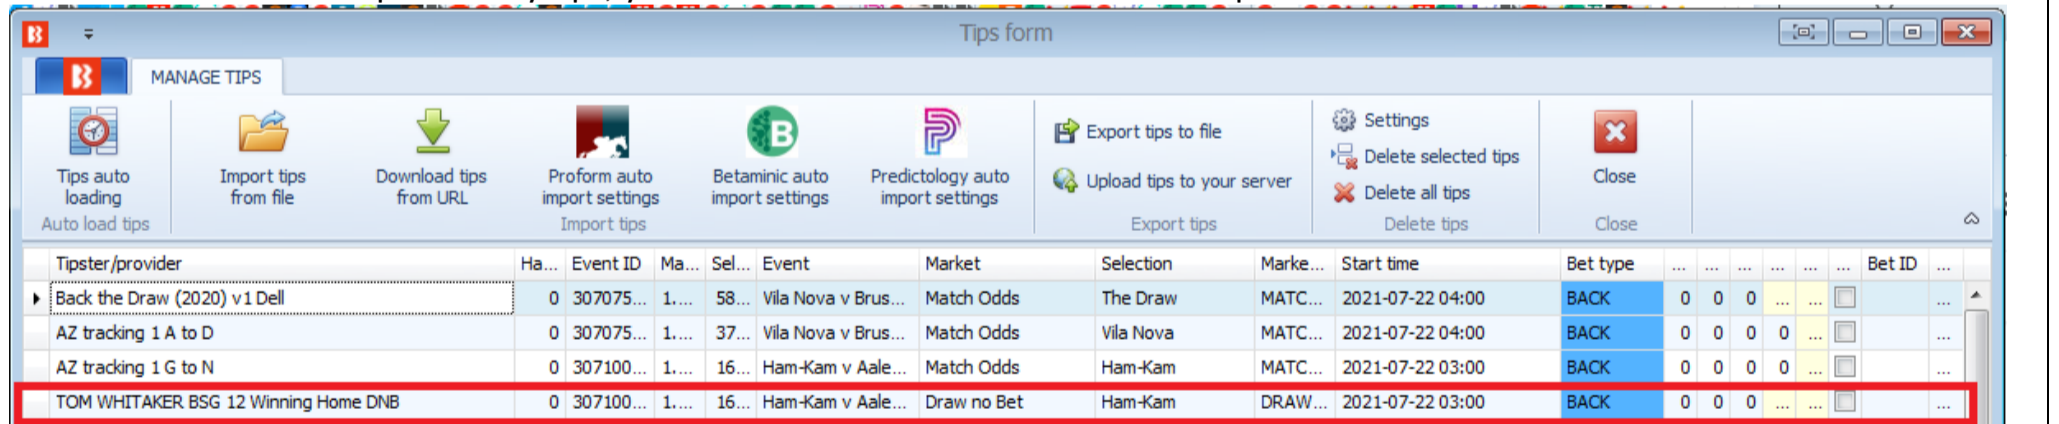 Tips form
MANAGE TIPS
Tips auto loading
Import tips from file
Download tips from URL
Proform auto import settings
Betaminic auto import settings
Predictology auto import settings
Export tips to file
Upload tips to your server
Settings
Delete selected tips
Delete all tips
Close
Auto load tips
Import tips
Export tips
Delete tips
Close
Tipster/provider Ha... Event ID Ma... Sel... Event Market Selection Marke... Start time Bet type ... ... ... ... ... ... Bet ID ...
Back the Draw (2020) v1 Dell 0 307075... 1.... 58... Vila Nova v Brus... Match Odds The Draw MATC... 2021-07-22 04:00 BACK 0 0 0 ... ... ...
AZ tracking 1 A to D 0 307075... 1.... 37... Vila Nova v Brus... Match Odds Vila Nova MATC... 2021-07-22 04:00 BACK 0 0 0 0 ... ...
AZ tracking 1 G to N 0 307100... 1.... 16... Ham-Kam v Aale... Match Odds Ham-Kam MATC... 2021-07-22 03:00 BACK 0 0 0 0 ... ...
TOM WHITAKER BSG 12 Winning Home DNB 0 307100... 1.... 16... Ham-Kam v Aale... Draw no Bet Ham-Kam DRAW... 2021-07-22 03:00 BACK 0 0 0 ... ... ...